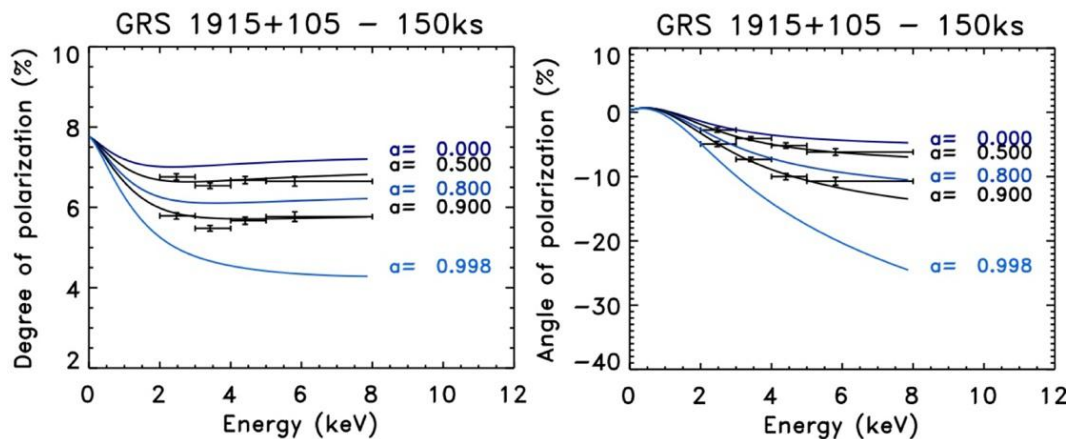 GRS 1915+105 − 150ks
Degree of polarization (%)
10
8
6
4
2
a= 0.000
a= 0.500
a= 0.800
a= 0.900
a= 0.998
0 2 4 6 8 10 12
Energy (keV)
GRS 1915+105 − 150ks
Angle of polarization (%)
10
0
−10
−20
−30
−40
a= 0.000
a= 0.500
a= 0.800
a= 0.900
a= 0.998
0 2 4 6 8 10 12
Energy (keV)